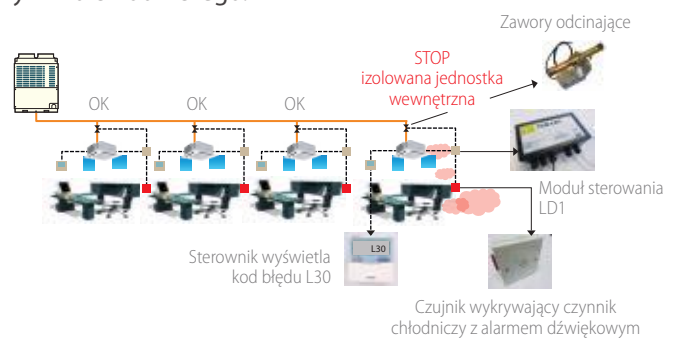 Zawory odcinające
STOP
izolowana jednostka
wewnętrzna
OK
OK
OK
Moduł sterowania
LD1
Sterownik wyświetla
kod błędu L30
L30
Czujnik wykrywający czynnik
chłodniczy z alarmem dźwiękowym